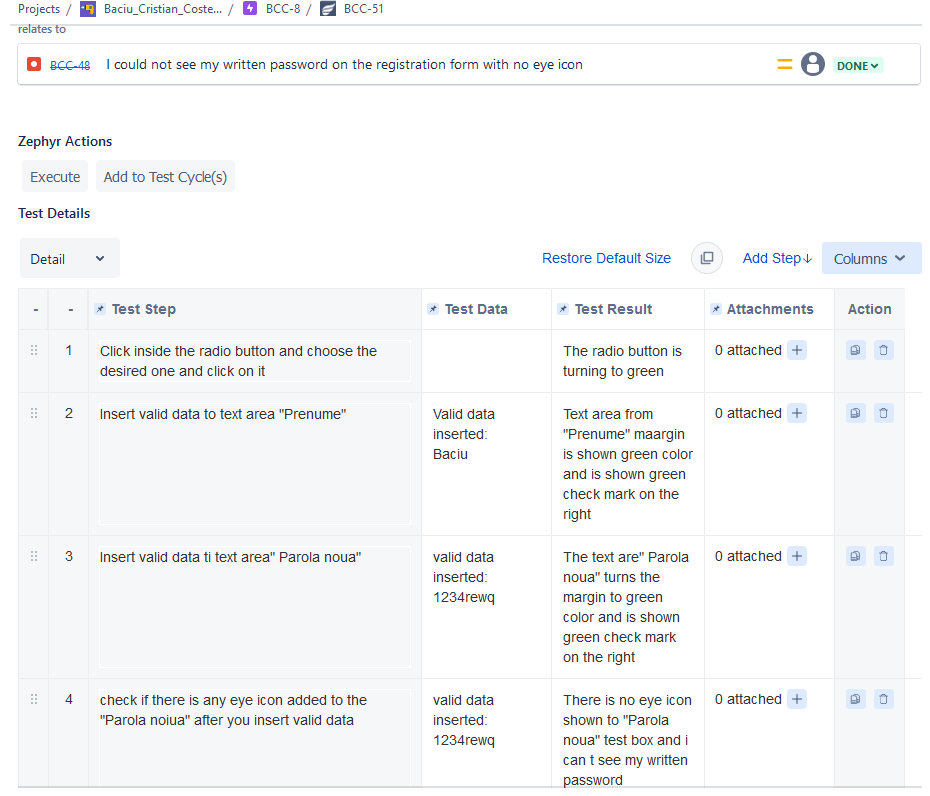 Projects / Baciu_Cristian_Coste... / BCC-8 / BCC-51
relates to
BCC-48 I could not see my written password on the registration form with no eye icon DONE
Zephyr Actions
Execute Add to Test Cycle(s)
Test Details
Detail Restore Default Size Add Step↓ Columns
- - Test Step Test Data Test Result Attachments Action
1
Click inside the radio button and choose the
desired one and click on it
The radio button is
turning to green
0 attached +
2
Insert valid data to text area "Prenume"
Valid data
inserted:
Baciu
Text area from
"Prenume" maargin
is shown green color
and is shown green
check mark on the
right
0 attached +
3
Insert valid data ti text area" Parola noua"
valid data
inserted:
1234rewq
The text are" Parola
noua" turns the
margin to green
color and is shown
green check mark
on the right
0 attached +
4
check if there is any eye icon added to the
"Parola noiua" after you insert valid data
valid data
inserted:
1234rewq
There is no eye icon
shown to "Parola
noua" test box and i
can t see my written
password
0 attached +